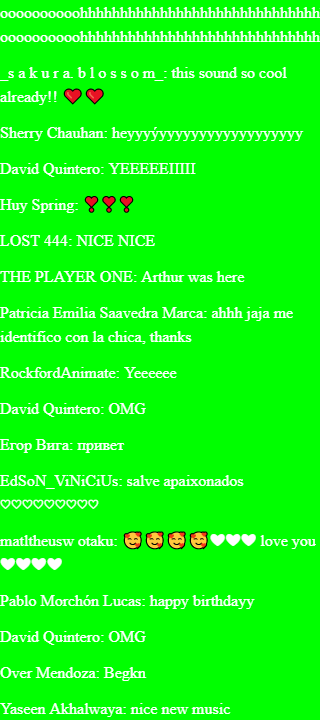 oooooooooohhhhhhhhhhhhhhhhhhhhhhhhhhhhhh
oooooooooohhhhhhhhhhhhhhhhhhhhhhhhhhhhhh
_s a k u r a. b l o s s o m_: this sound so cool
already!! ❤️ ❤️
Sherry Chauhan: heyyyýyyyyyyyyyyyyyyyyyy
David Quintero: YEEEEEIIIII
Huy Spring: ❣️❣️❣️
LOST 444: NICE NICE
THE PLAYER ONE: Arthur was here
Patricia Emilia Saavedra Marca: ahhh jaja me
identifico con la chica, thanks
RockfordAnimate: Yeeeeee
David Quintero: OMG
Егор Вига: привет
EdSoN_ViNiCiUs: salve apaixonados
♡♡♡♡♡♡♡♡♡
matltheusw otaku: 🥰🥰🥰🥰♥♥♥ love you
♥♥♥♥
Pablo Morchón Lucas: happy birthdayy
David Quintero: OMG
Over Mendoza: Begkn
Yaseen Akhalwaya: nice new music